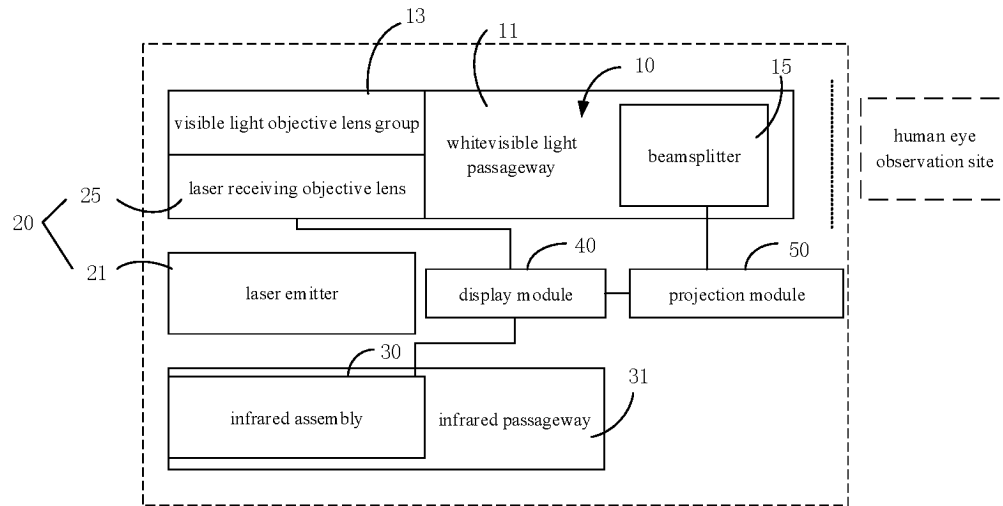 13
11
10
15
visible light objective lens group
whitevisible light
passageway
beamsplitter
human eye
observation site
laser receiving objective lens
25
20
21
40
50
laser emitter
display module
projection module
30
31
infrared assembly
infrared passageway